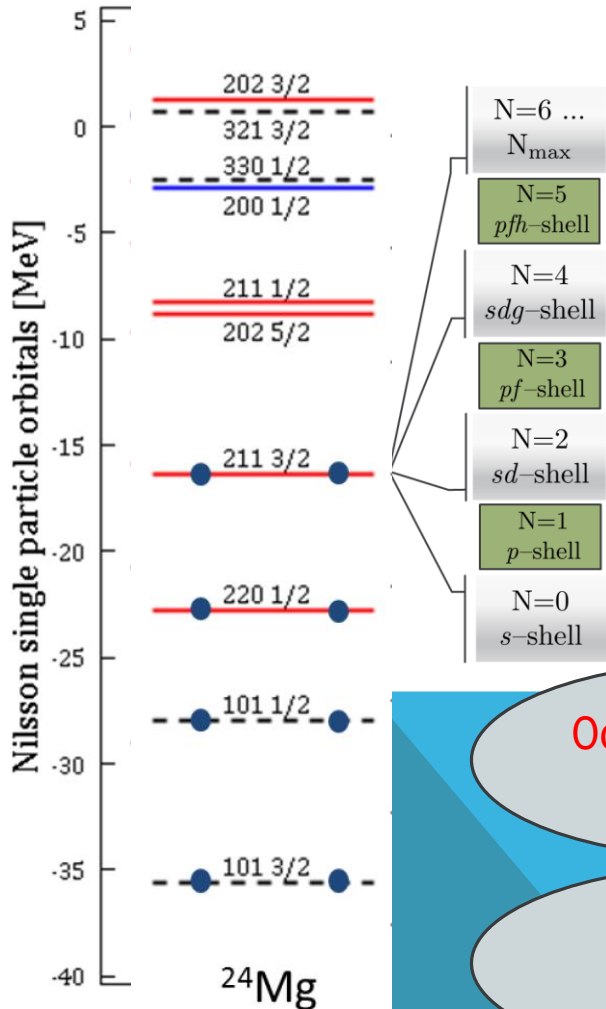 Nilsson single particle orbitals [MeV]
5
0
-5
-10
-15
-20
-25
-30
-35
-40
202 3/2
321 3/2
330 1/2
200 1/2
211 1/2
202 5/2
211 3/2
220 1/2
101 1/2
101 3/2
²⁴Mg
N=6 ...
Nₘₐₓ
N=5
pfh–shell
N=4
sdg–shell
N=3
pf–shell
N=2
sd–shell
N=1
p–shell
N=0
s–shell